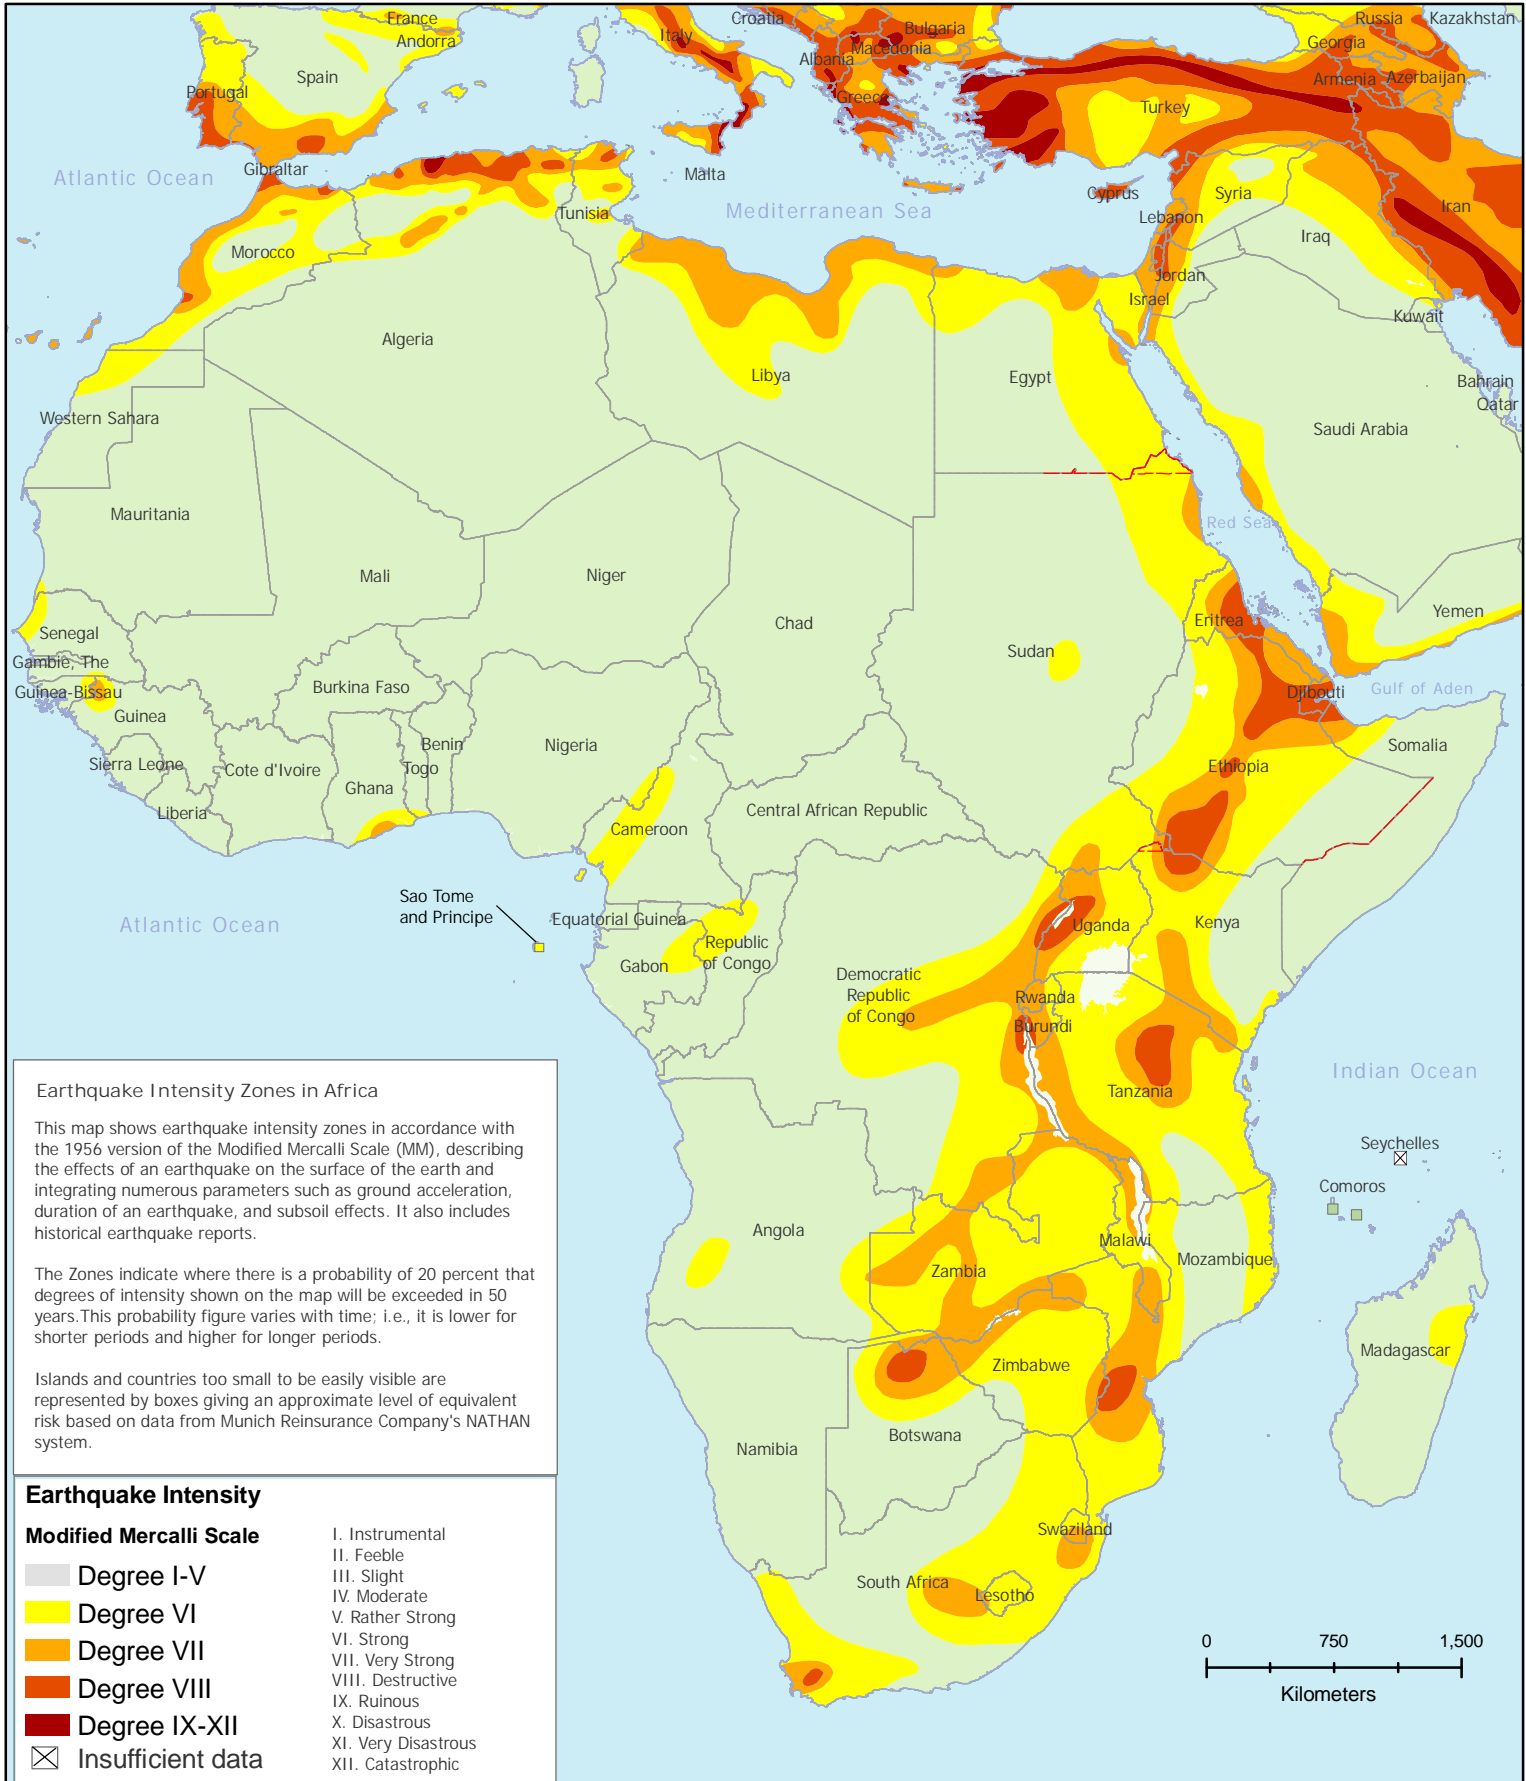 France
Andorra
Spain
Portugal
Gibraltar
Italy
Croatia
Bulgaria
Macedonia
Albania
Greece
Russia
Kazakhstan
Georgia
Armenia
Azerbaijan
Turkey
Malta
Cyprus
Syria
Lebanon
Iran
Iraq
Jordan
Israel
Kuwait
Bahrain
Qatar
Saudi Arabia
Yemen
Atlantic Ocean
Mediterranean Sea
Red Sea
Gulf of Aden
Morocco
Tunisia
Algeria
Libya
Egypt
Western Sahara
Mauritania
Mali
Niger
Chad
Sudan
Eritrea
Djibouti
Somalia
Ethiopia
Senegal
Gambie, The
Guinea-Bissau
Guinea
Sierra Leone
Liberia
Cote d'Ivoire
Burkina Faso
Ghana
Benin
Togo
Nigeria
Cameroon
Central African Republic
Sao Tome
and Principe
Equatorial Guinea
Gabon
Republic
of Congo
Democratic
Republic
of Congo
Uganda
Kenya
Rwanda
Burundi
Tanzania
Atlantic Ocean
Indian Ocean
Seychelles
Comoros
Angola
Zambia
Malawi
Mozambique
Zimbabwe
Madagascar
Botswana
Namibia
Swaziland
South Africa
Lesotho
Earthquake Intensity Zones in Africa
This map shows earthquake intensity zones in accordance with
the 1956 version of the Modified Mercalli Scale (MM), describing
the effects of an earthquake on the surface of the earth and
integrating numerous parameters such as ground acceleration,
duration of an earthquake, and subsoil effects. It also includes
historical earthquake reports.
The Zones indicate where there is a probability of 20 percent that
degrees of intensity shown on the map will be exceeded in 50
years.This probability figure varies with time; i.e., it is lower for
shorter periods and higher for longer periods.
Islands and countries too small to be easily visible are
represented by boxes giving an approximate level of equivalent
risk based on data from Munich Reinsurance Company's NATHAN
system.
Earthquake Intensity
Modified Mercalli Scale
Degree I-V
Degree VI
Degree VII
Degree VIII
Degree IX-XII
Insufficient data
I. Instrumental
II. Feeble
III. Slight
IV. Moderate
V. Rather Strong
VI. Strong
VII. Very Strong
VIII. Destructive
IX. Ruinous
X. Disastrous
XI. Very Disastrous
XII. Catastrophic
0 750 1,500
Kilometers